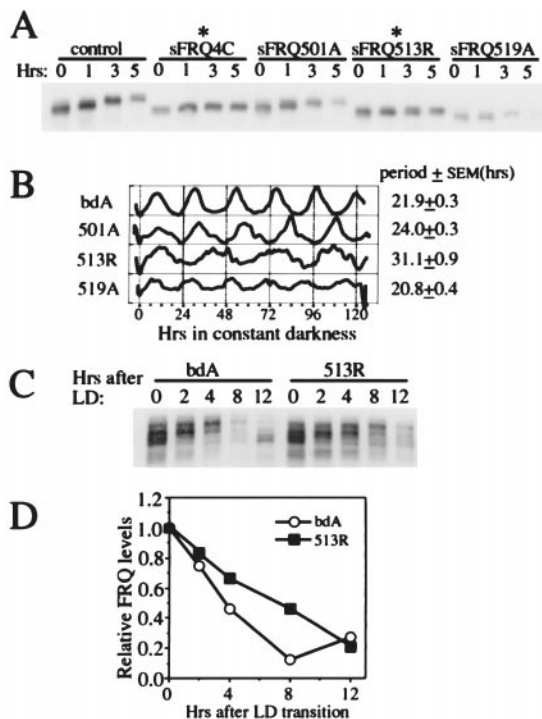 A
* *
control sFRQ4C sFRQ501A sFRQ513R sFRQ519A
Hrs: 0 1 3 5 0 1 3 5 0 1 3 5 0 1 3 5 0 1 3 5
B
period ± SEM(hrs)
bdA 21.9±0.3
501A 24.0±0.3
513R 31.1±0.9
519A 20.8±0.4
0 24 48 72 96 120
Hrs in constant darkness
C
Hrs after bdA 513R
LD: 0 2 4 8 12 0 2 4 8 12
D
Relative FRQ levels
1.2
1.0
0.8
0.6
0.4
0.2
0.0
bdA
513R
0 4 8 12
Hrs after LD transition